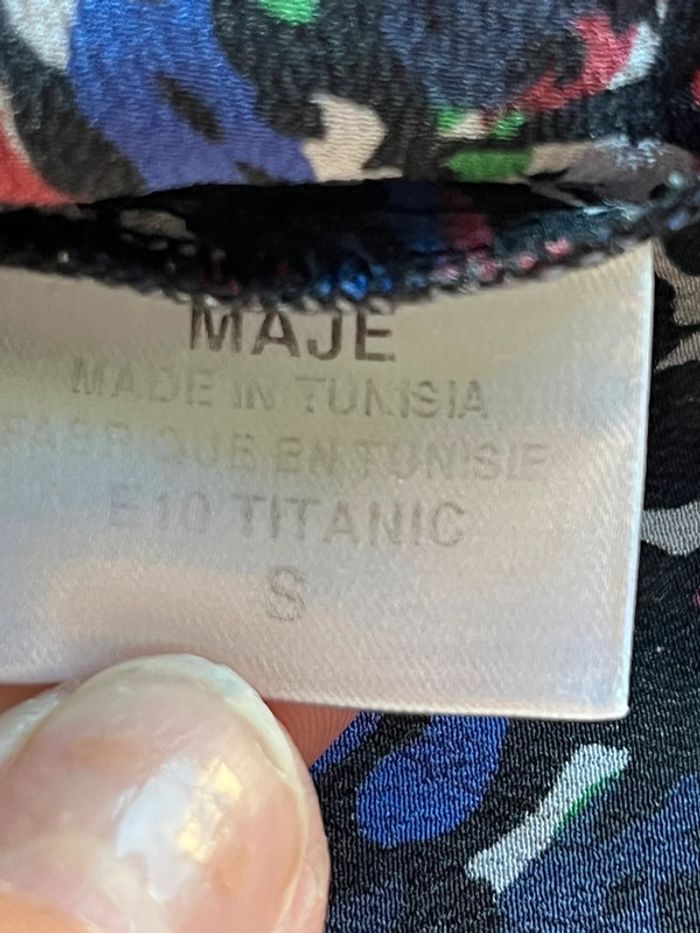 MAJE
MADE IN TUNISIA
FABRIQUE EN TUNISIE
E10 TITANIC
S